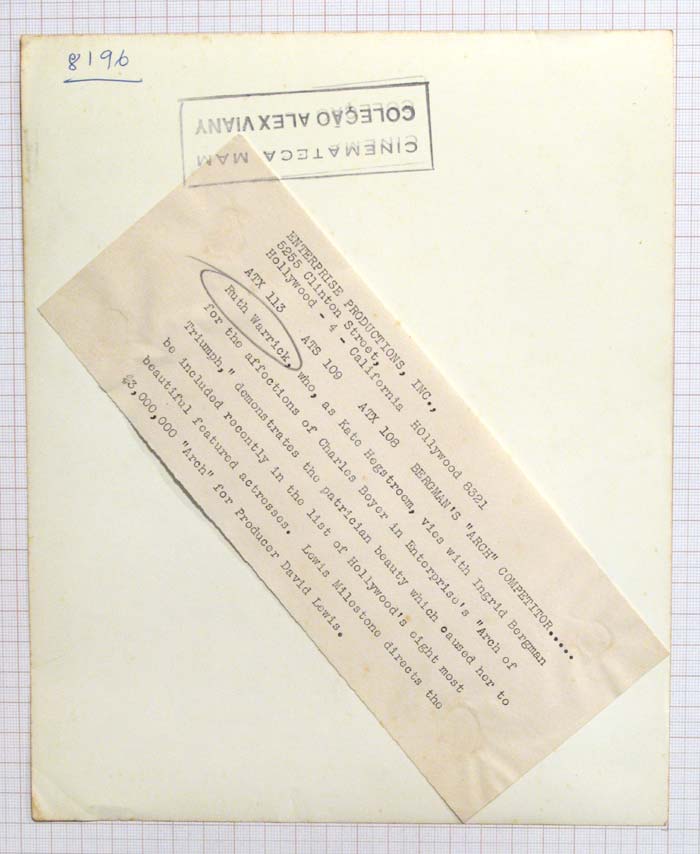 8196
CINEMATECA MAM
COLEÇÃO ALEX VIANY
ENTERPRISE PRODUCTIONS, INC.,
5255 Clinton Street,
Hollywood - 4 - California HOllywood 8321
ATX 113 ATS 109 ATX 108 BERGMAN'S "ARCH" COMPETITOR.....
Ruth Warrick, who, as Kate Hegstroem, vies with Ingrid Bergman
for the affections of Charles Boyer in Enterprise's "Arch of
Triumph," demonstrates the patrician beauty which caused her to
be included recently in the list of Hollywood's eight most
beautiful featured actresses. Lewis Milestone directs the
$3,000,000 "Arch" for Producer David Lewis.